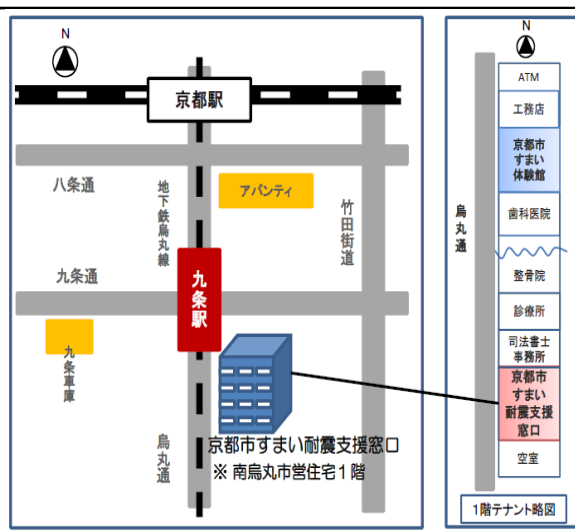 N
京都駅
八条通
地下鉄烏丸線
アバンティ
竹田街道
九条通
九条駅
九条車庫
烏丸通
京都市すまい耐震支援窓口
※ 南烏丸市営住宅1階
N
烏丸通
ATM
工務店
京都市
すまい
体験館
歯科医院
整骨院
診療所
司法書士
事務所
京都市
すまい
耐震支援
窓口
空室
1階テナント略図